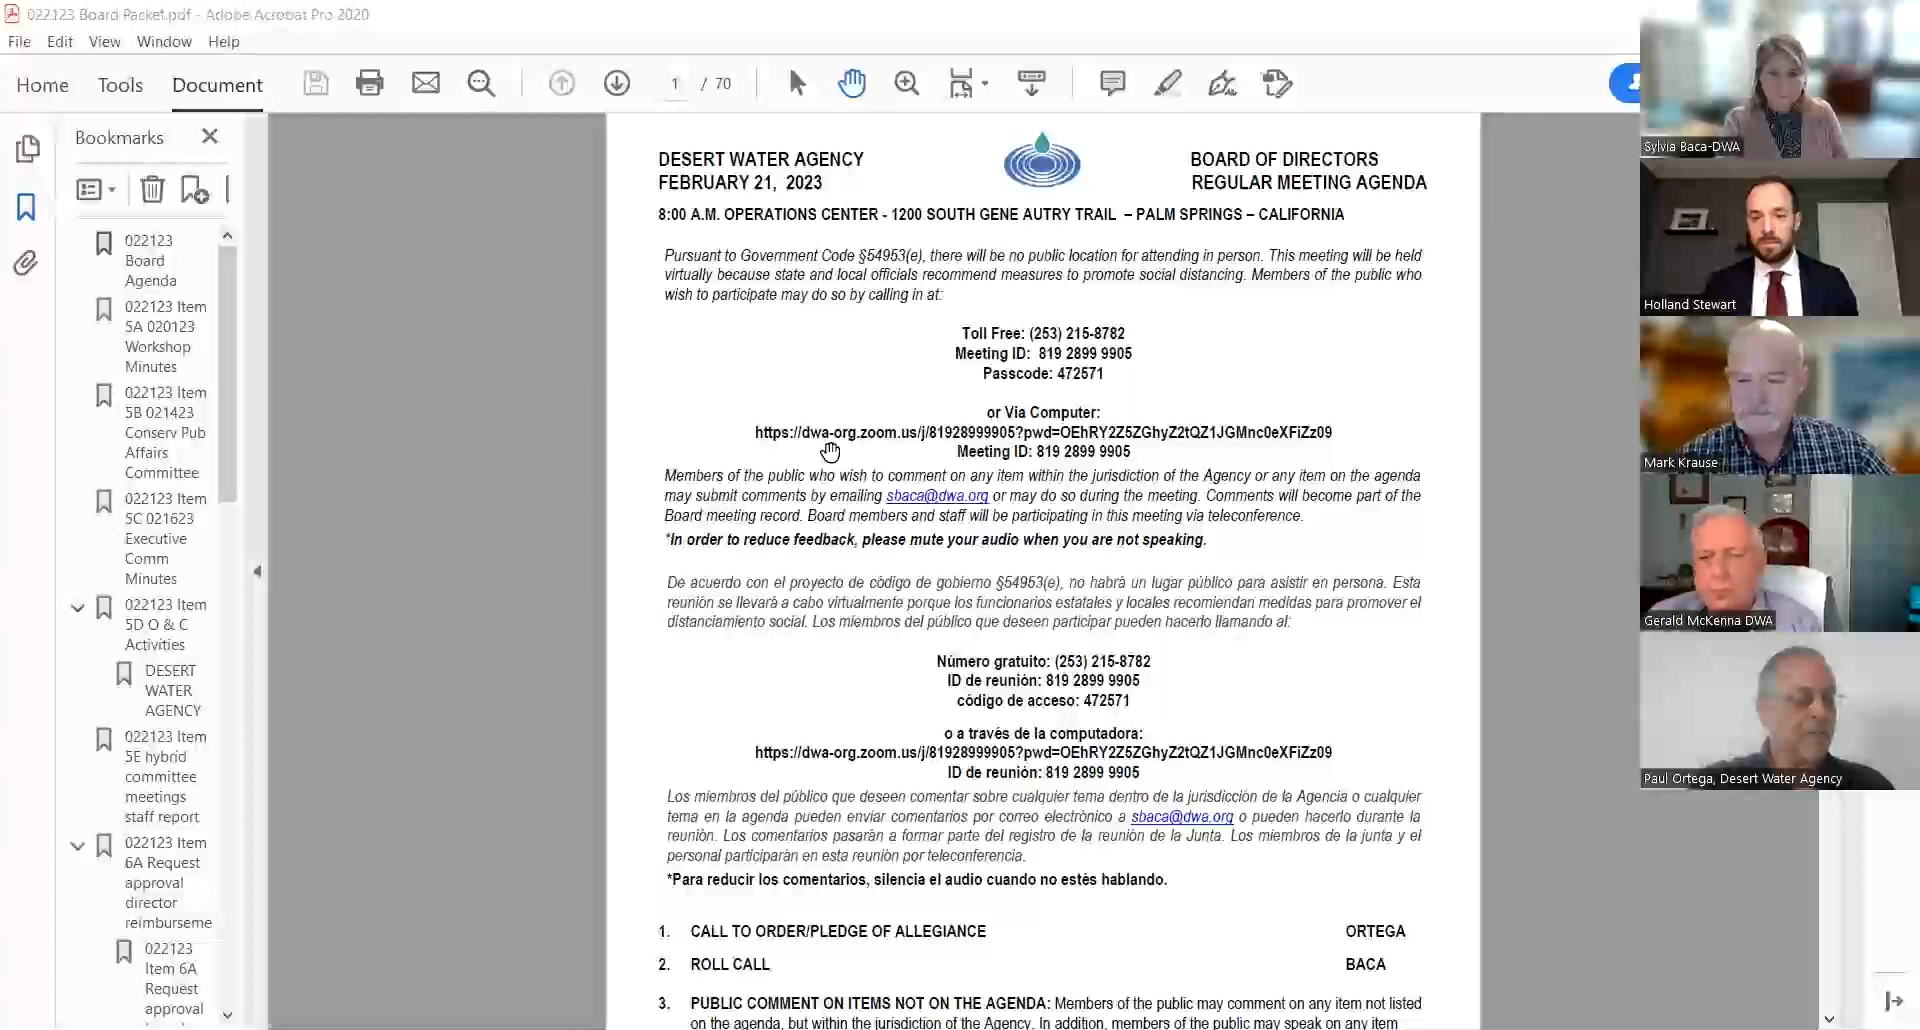 022123 Board Packet.pdf - Adobe Acrobat Pro 2020
File Edit View Window Help
Home Tools Document 1 / 70
Bookmarks
022123
Board
Agenda
022123 Item
5A 020123
Workshop
Minutes
022123 Item
5B 021423
Conserv Pub
Affairs
Committee
022123 Item
5C 021623
Executive
Comm
Minutes
022123 Item
5D O & C
Activities
DESERT
WATER
AGENCY
022123 Item
5E hybrid
committee
meetings
staff report
022123 Item
6A Request
approval
director
reimburseme
022123
Item 6A
Request
approval
DESERT WATER AGENCY
FEBRUARY 21, 2023
BOARD OF DIRECTORS
REGULAR MEETING AGENDA
8:00 A.M. OPERATIONS CENTER - 1200 SOUTH GENE AUTRY TRAIL – PALM SPRINGS – CALIFORNIA
Pursuant to Government Code §54953(e), there will be no public location for attending in person. This meeting will be held
virtually because state and local officials recommend measures to promote social distancing. Members of the public who
wish to participate may do so by calling in at:
Toll Free: (253) 215-8782
Meeting ID: 819 2899 9905
Passcode: 472571
or Via Computer:
https://dwa-org.zoom.us/j/81928999905?pwd=OEhRY2Z5ZGhyZ2tQZ1JGMnc0eXFiZz09
Meeting ID: 819 2899 9905
Members of the public who wish to comment on any item within the jurisdiction of the Agency or any item on the agenda
may submit comments by emailing sbaca@dwa.org or may do so during the meeting. Comments will become part of the
Board meeting record. Board members and staff will be participating in this meeting via teleconference.
*In order to reduce feedback, please mute your audio when you are not speaking.
De acuerdo con el proyecto de código de gobierno §54953(e), no habrá un lugar público para asistir en persona. Esta
reunión se llevará a cabo virtualmente porque los funcionarios estatales y locales recomiendan medidas para promover el
distanciamiento social. Los miembros del público que deseen participar pueden hacerlo llamando al:
Número gratuito: (253) 215-8782
ID de reunión: 819 2899 9905
código de acceso: 472571
o a través de la computadora:
https://dwa-org.zoom.us/j/81928999905?pwd=OEhRY2Z5ZGhyZ2tQZ1JGMnc0eXFiZz09
ID de reunión: 819 2899 9905
Los miembros del público que deseen comentar sobre cualquier tema dentro de la jurisdicción de la Agencia o cualquier
tema en la agenda pueden enviar comentarios por correo electrónico a sbaca@dwa.org o pueden hacerlo durante la
reunión. Los comentarios pasarán a formar parte del registro de la reunión de la Junta. Los miembros de la junta y el
personal participarán en esta reunión por teleconferencia.
*Para reducir los comentarios, silencia el audio cuando no estés hablando.
1. CALL TO ORDER/PLEDGE OF ALLEGIANCE ORTEGA
2. ROLL CALL BACA
3. PUBLIC COMMENT ON ITEMS NOT ON THE AGENDA: Members of the public may comment on any item not listed
on the agenda, but within the jurisdiction of the Agency. In addition, members of the public may speak on any item
Sylvia Baca-DWA
Holland Stewart
Mark Krause
Gerald McKenna DWA
Paul Ortega, Desert Water Agency